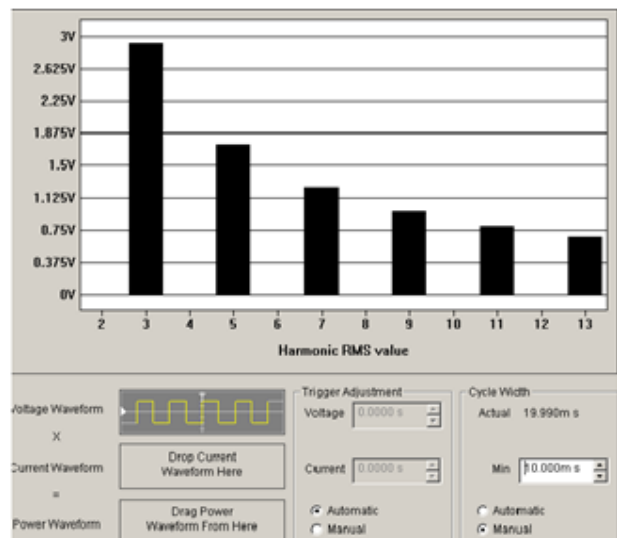 3V
2.625V
2.25V
1.875V
1.5V
1.125V
0.75V
0.375V
0V
2 3 4 5 6 7 8 9 10 11 12 13
Harmonic RMS value
Voltage Waveform
X
Current Waveform
=
Power Waveform
Drop Current
Waveform Here
Drag Power
Waveform From Here
Trigger Adjustment
Voltage 0.0000 s
Current 0.0000 s
Automatic
Manual
Cycle Width
Actual 19.990m s
Min 10.000m s
Automatic
Manual